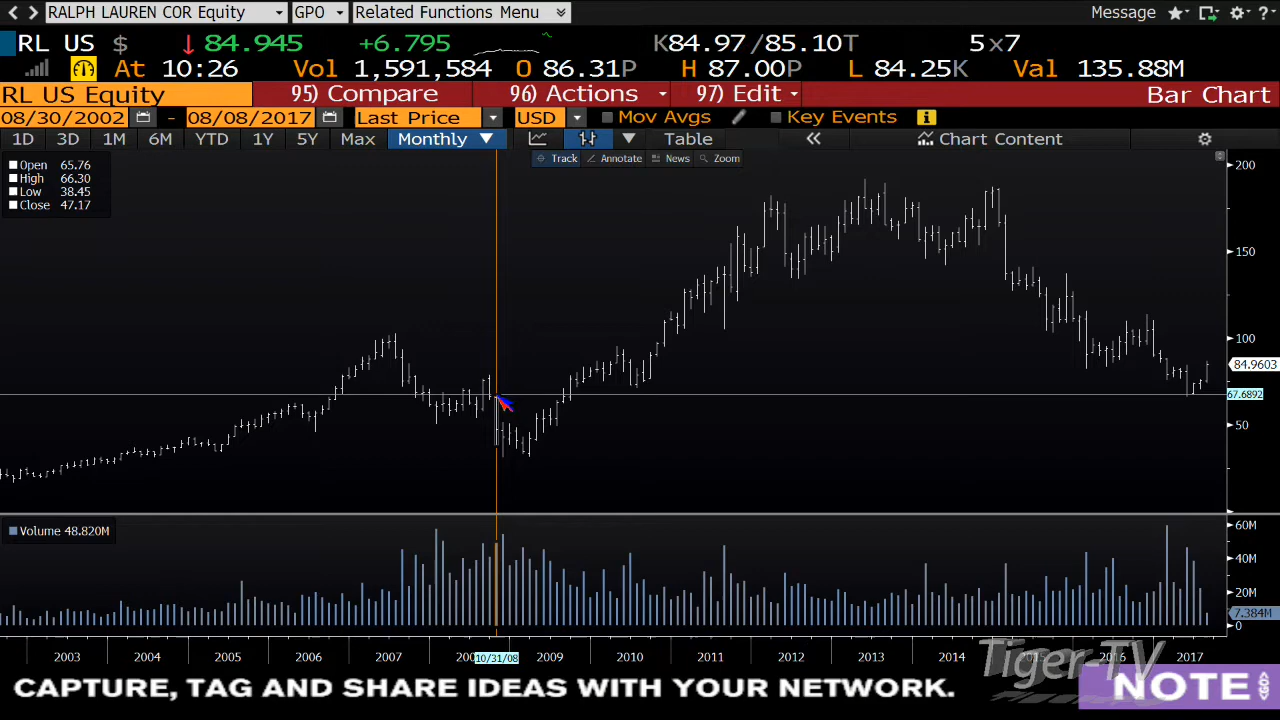 RALPH LAUREN COR Equity GPO Related Functions Menu Message ?
RL US $ 84.945 +6.795 K84.97/85.10T 5x7
At 10:26 Vol 1,591,584 O 86.31P H 87.00P L 84.25K Val 135.88M
RL US Equity 95) Compare 96) Actions 97) Edit Bar Chart
08/30/2002 - 08/08/2017 Last Price USD Mov Avgs Key Events i
1D 3D 1M 6M YTD 1Y 5Y Max Monthly Table Chart Content
Track Annotate News Zoom
Open 65.76
High 66.30
Low 38.45
Close 47.17
200
150
100
84.9603
67.6892
50
Volume 48.820M
60M
40M
20M
7.384M
0
2003 2004 2005 2006 2007 10/31/08 2009 2010 2011 2012 2013 2014 2016 2017
Tiger-TV
CAPTURE, TAG AND SHARE IDEAS WITH YOUR NETWORK. NOTE